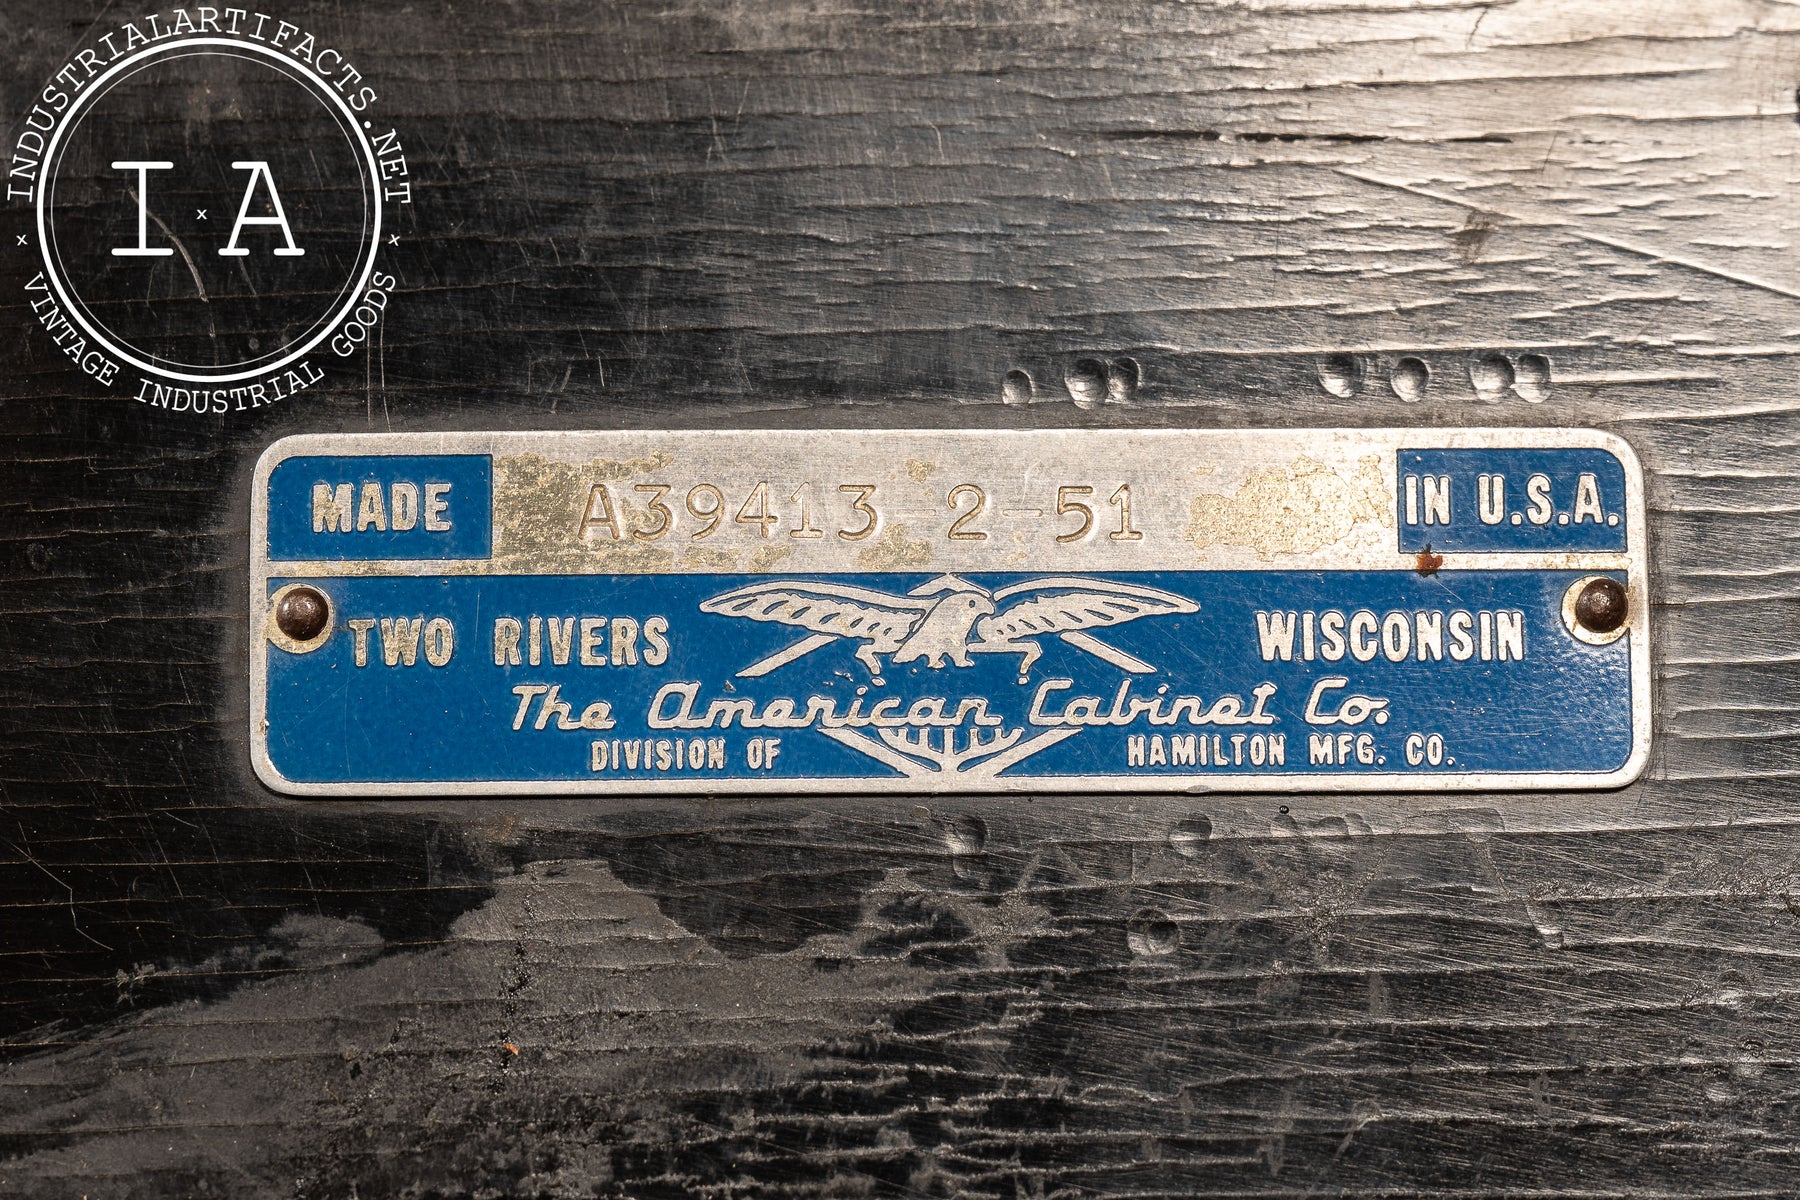 INDUSTRIALARTIFACTS.NET
I x A
x x
VINTAGE INDUSTRIAL GOODS
MADE A39413-2-51 IN U.S.A.
TWO RIVERS WISCONSIN
The American Cabinet Co.
DIVISION OF HAMILTON MFG. CO.